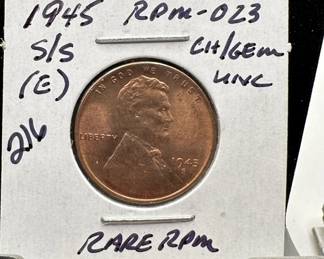 1945 RPM-023
S/S CH/GEM
(E) UNC
216
IN GOD WE TRUST
LIBERTY
1945
S
RARE RPM